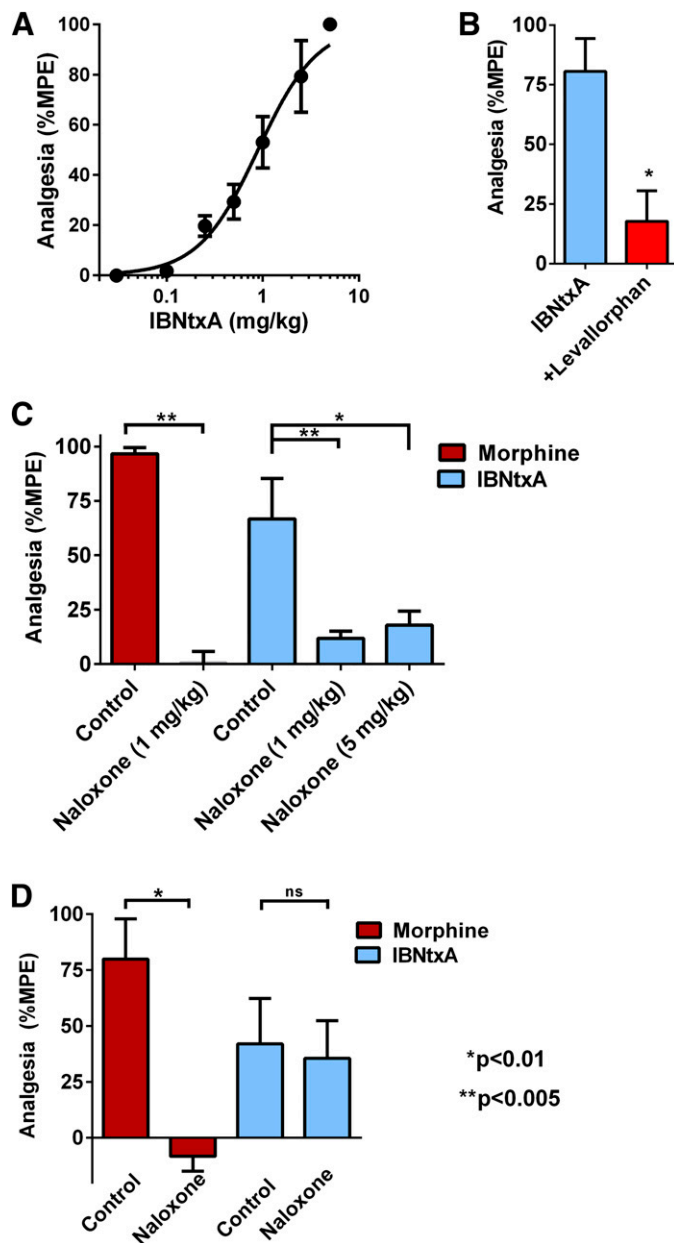 A
Analgesia (%MPE)
100
80
60
40
20
0
0.1
1
10
IBNtxA (mg/kg)
B
Analgesia (%MPE)
100
75
50
25
0
*
IBNtxA
+Levallorphan
C
Analgesia (%MPE)
100
75
50
25
0
**
*
**
Morphine
IBNtxA
Control
Naloxone (1 mg/kg)
Control
Naloxone (1 mg/kg)
Naloxone (5 mg/kg)
D
Analgesia (%MPE)
100
75
50
25
0
*
ns
Morphine
IBNtxA
*p<0.01
**p<0.005
Control
Naloxone
Control
Naloxone